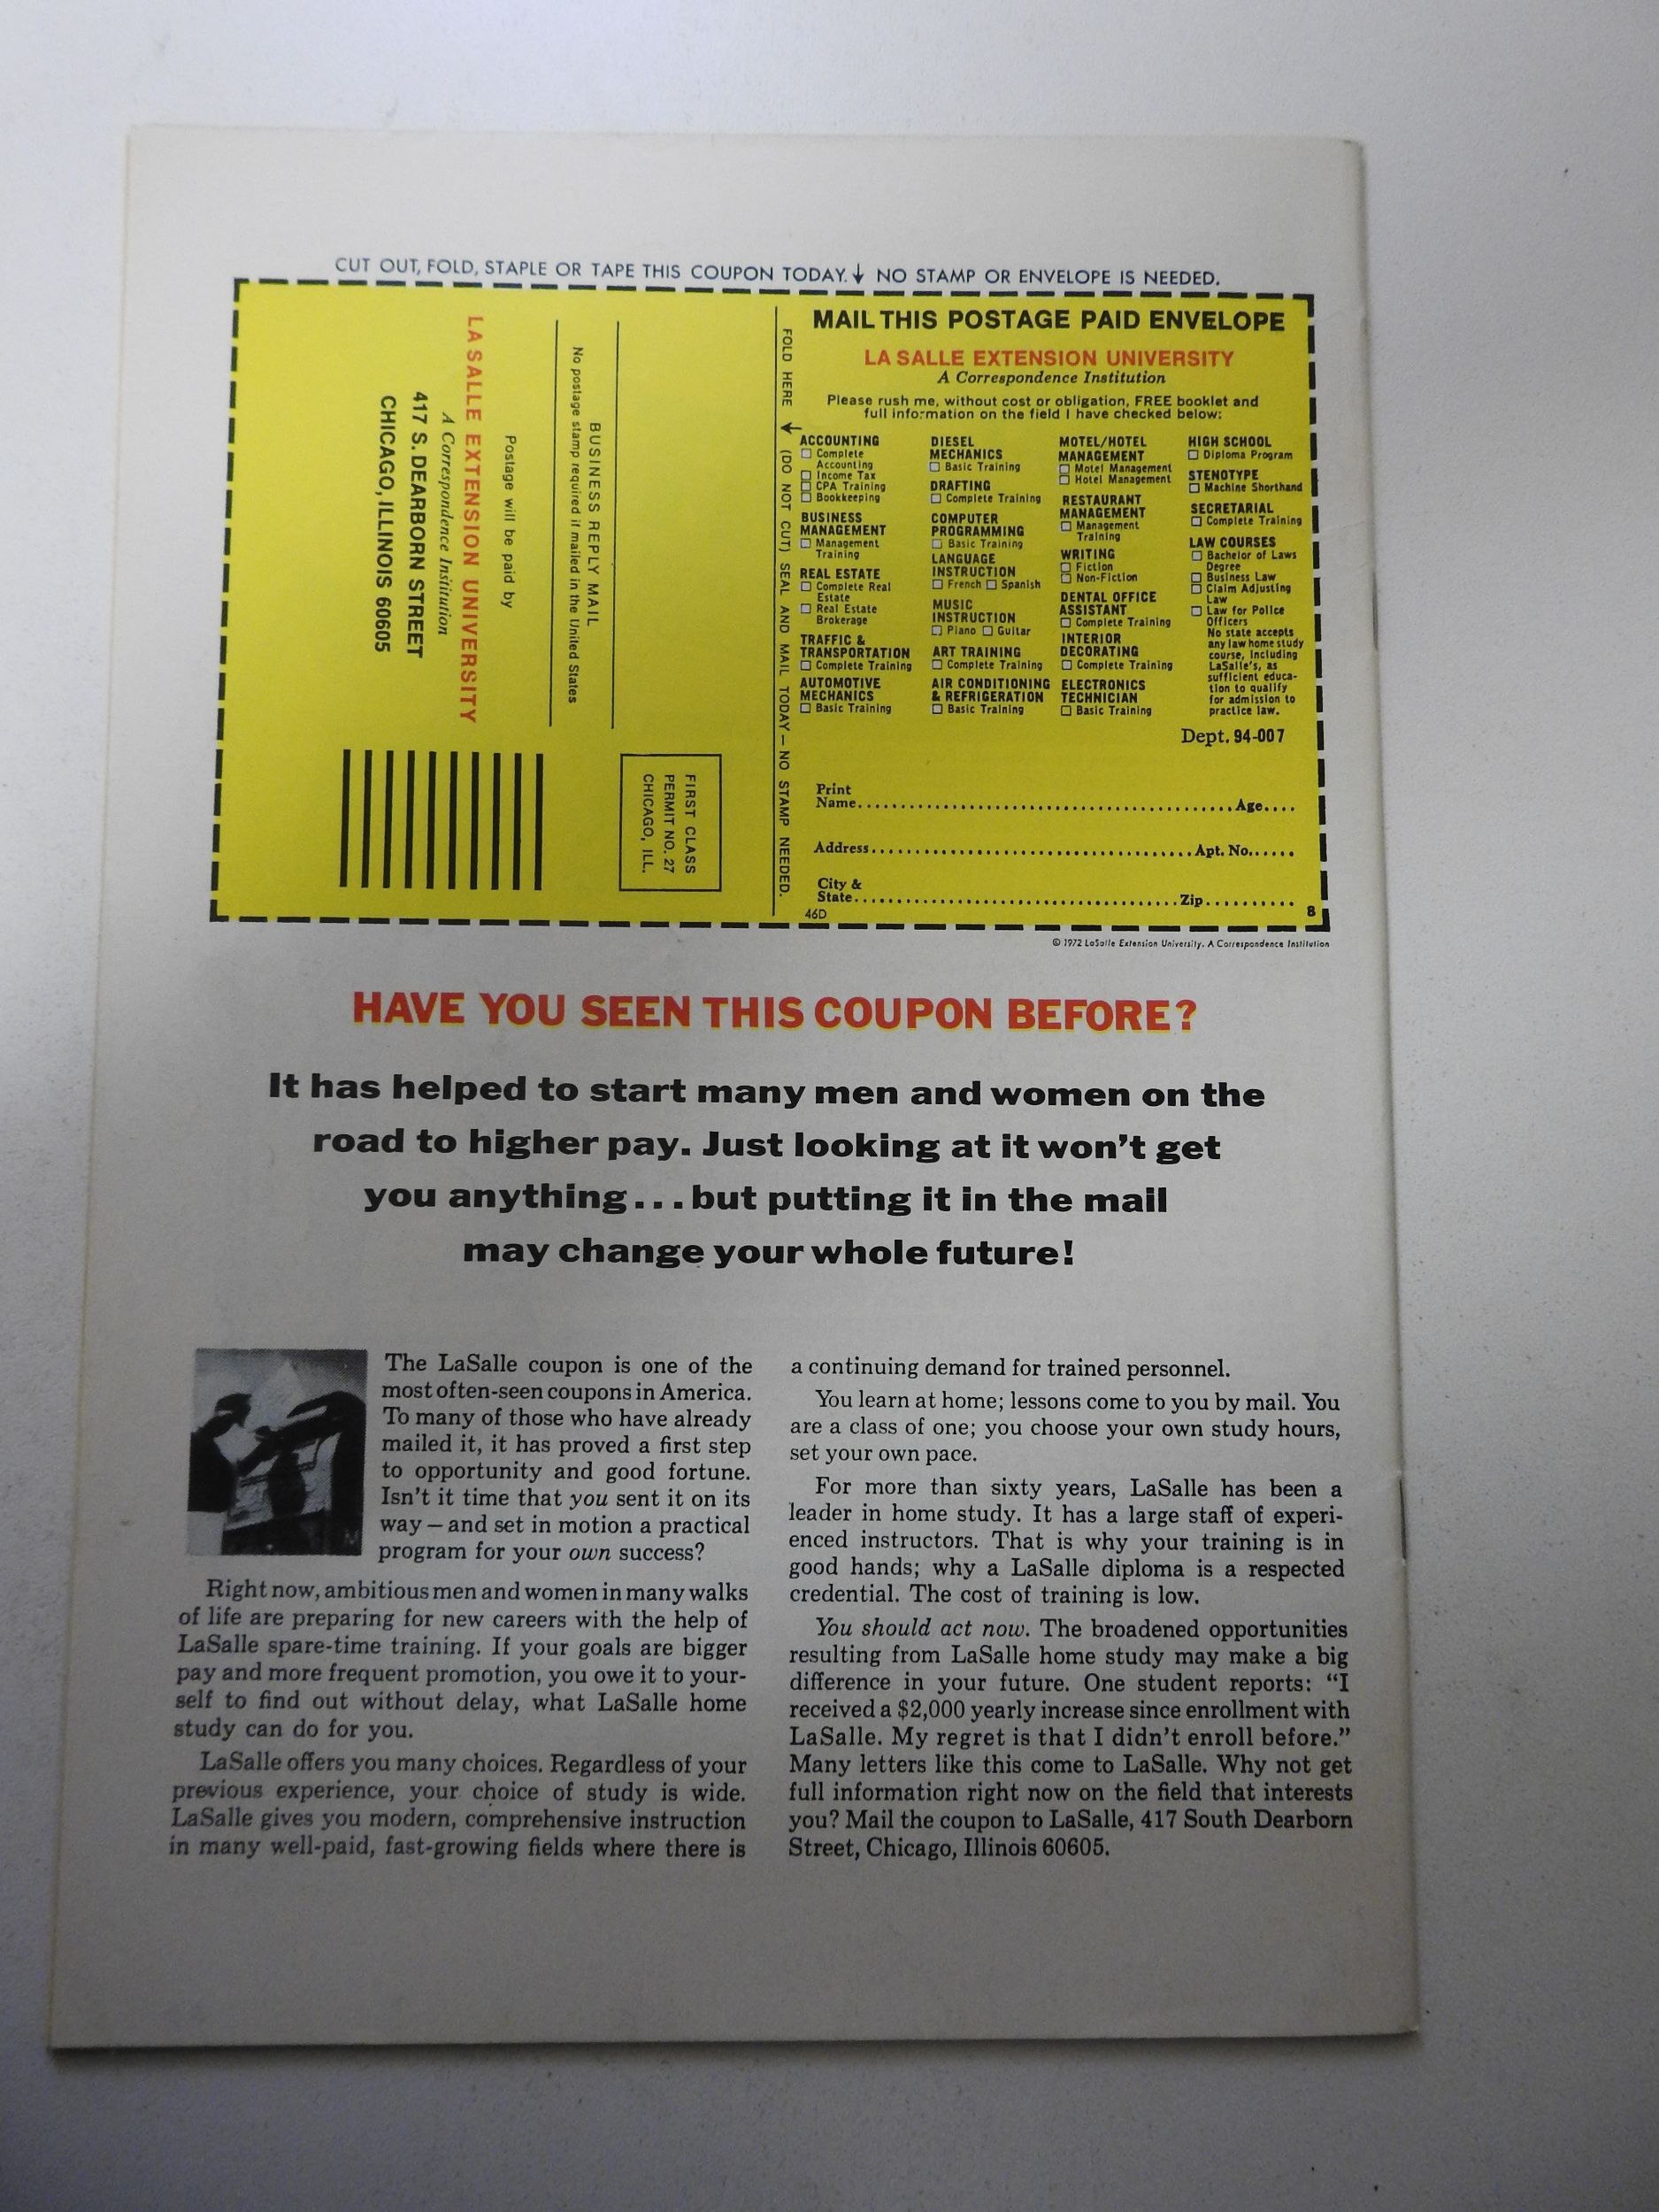 CUT OUT, FOLD, STAPLE OR TAPE THIS COUPON TODAY. ↓ NO STAMP OR ENVELOPE IS NEEDED.
BUSINESS REPLY MAIL
No postage stamp required if mailed in the United States
Postage will be paid by
LA SALLE EXTENSION UNIVERSITY
A Correspondence Institution
417 S. DEARBORN STREET
CHICAGO, ILLINOIS 60605
FIRST CLASS
PERMIT NO. 27
CHICAGO, ILL.
FOLD HERE ↓ (DO NOT CUT) SEAL AND MAIL TODAY — NO STAMP NEEDED.
MAIL THIS POSTAGE PAID ENVELOPE
LA SALLE EXTENSION UNIVERSITY
A Correspondence Institution
Please rush me, without cost or obligation, FREE booklet and
full information on the field I have checked below:
ACCOUNTING
☐ Complete
Accounting
☐ Income Tax
☐ CPA Training
☐ Bookkeeping
BUSINESS
MANAGEMENT
☐ Management
Training
REAL ESTATE
☐ Complete Real
Estate
☐ Real Estate
Brokerage
TRAFFIC &
TRANSPORTATION
☐ Complete Training
AUTOMOTIVE
MECHANICS
☐ Basic Training
DIESEL
MECHANICS
☐ Basic Training
DRAFTING
☐ Complete Training
COMPUTER
PROGRAMMING
☐ Basic Training
LANGUAGE
INSTRUCTION
☐ French ☐ Spanish
MUSIC
INSTRUCTION
☐ Piano ☐ Guitar
ART TRAINING
☐ Complete Training
AIR CONDITIONING
& REFRIGERATION
☐ Basic Training
MOTEL/HOTEL
MANAGEMENT
☐ Motel Management
☐ Hotel Management
RESTAURANT
MANAGEMENT
☐ Management
Training
WRITING
☐ Fiction
☐ Non-Fiction
DENTAL OFFICE
ASSISTANT
☐ Complete Training
INTERIOR
DECORATING
☐ Complete Training
ELECTRONICS
TECHNICIAN
☐ Basic Training
HIGH SCHOOL
☐ Diploma Program
STENOTYPE
☐ Machine Shorthand
SECRETARIAL
☐ Complete Training
LAW COURSES
☐ Bachelor of Laws
Degree
☐ Business Law
☐ Claim Adjusting
Law
☐ Law for Police
Officers
No state accepts
any law home study
course, including
LaSalle's, as
sufficient educa-
tion to qualify
for admission to
practice law.
Dept. 94-007
Print
Name.....Age....
Address.....Apt. No......
City &
State.....Zip..........
46D 8
© 1972 LaSalle Extension University. A Correspondence Institution
HAVE YOU SEEN THIS COUPON BEFORE?
It has helped to start many men and women on the
road to higher pay. Just looking at it won't get
you anything...but putting it in the mail
may change your whole future!
The LaSalle coupon is one of the
most often-seen coupons in America.
To many of those who have already
mailed it, it has proved a first step
to opportunity and good fortune.
Isn't it time that you sent it on its
way — and set in motion a practical
program for your own success?
Right now, ambitious men and women in many walks
of life are preparing for new careers with the help of
LaSalle spare-time training. If your goals are bigger
pay and more frequent promotion, you owe it to your-
self to find out without delay, what LaSalle home
study can do for you.
LaSalle offers you many choices. Regardless of your
previous experience, your choice of study is wide.
LaSalle gives you modern, comprehensive instruction
in many well-paid, fast-growing fields where there is
a continuing demand for trained personnel.
You learn at home; lessons come to you by mail. You
are a class of one; you choose your own study hours,
set your own pace.
For more than sixty years, LaSalle has been a
leader in home study. It has a large staff of experi-
enced instructors. That is why your training is in
good hands; why a LaSalle diploma is a respected
credential. The cost of training is low.
You should act now. The broadened opportunities
resulting from LaSalle home study may make a big
difference in your future. One student reports: “I
received a $2,000 yearly increase since enrollment with
LaSalle. My regret is that I didn't enroll before.”
Many letters like this come to LaSalle. Why not get
full information right now on the field that interests
you? Mail the coupon to LaSalle, 417 South Dearborn
Street, Chicago, Illinois 60605.